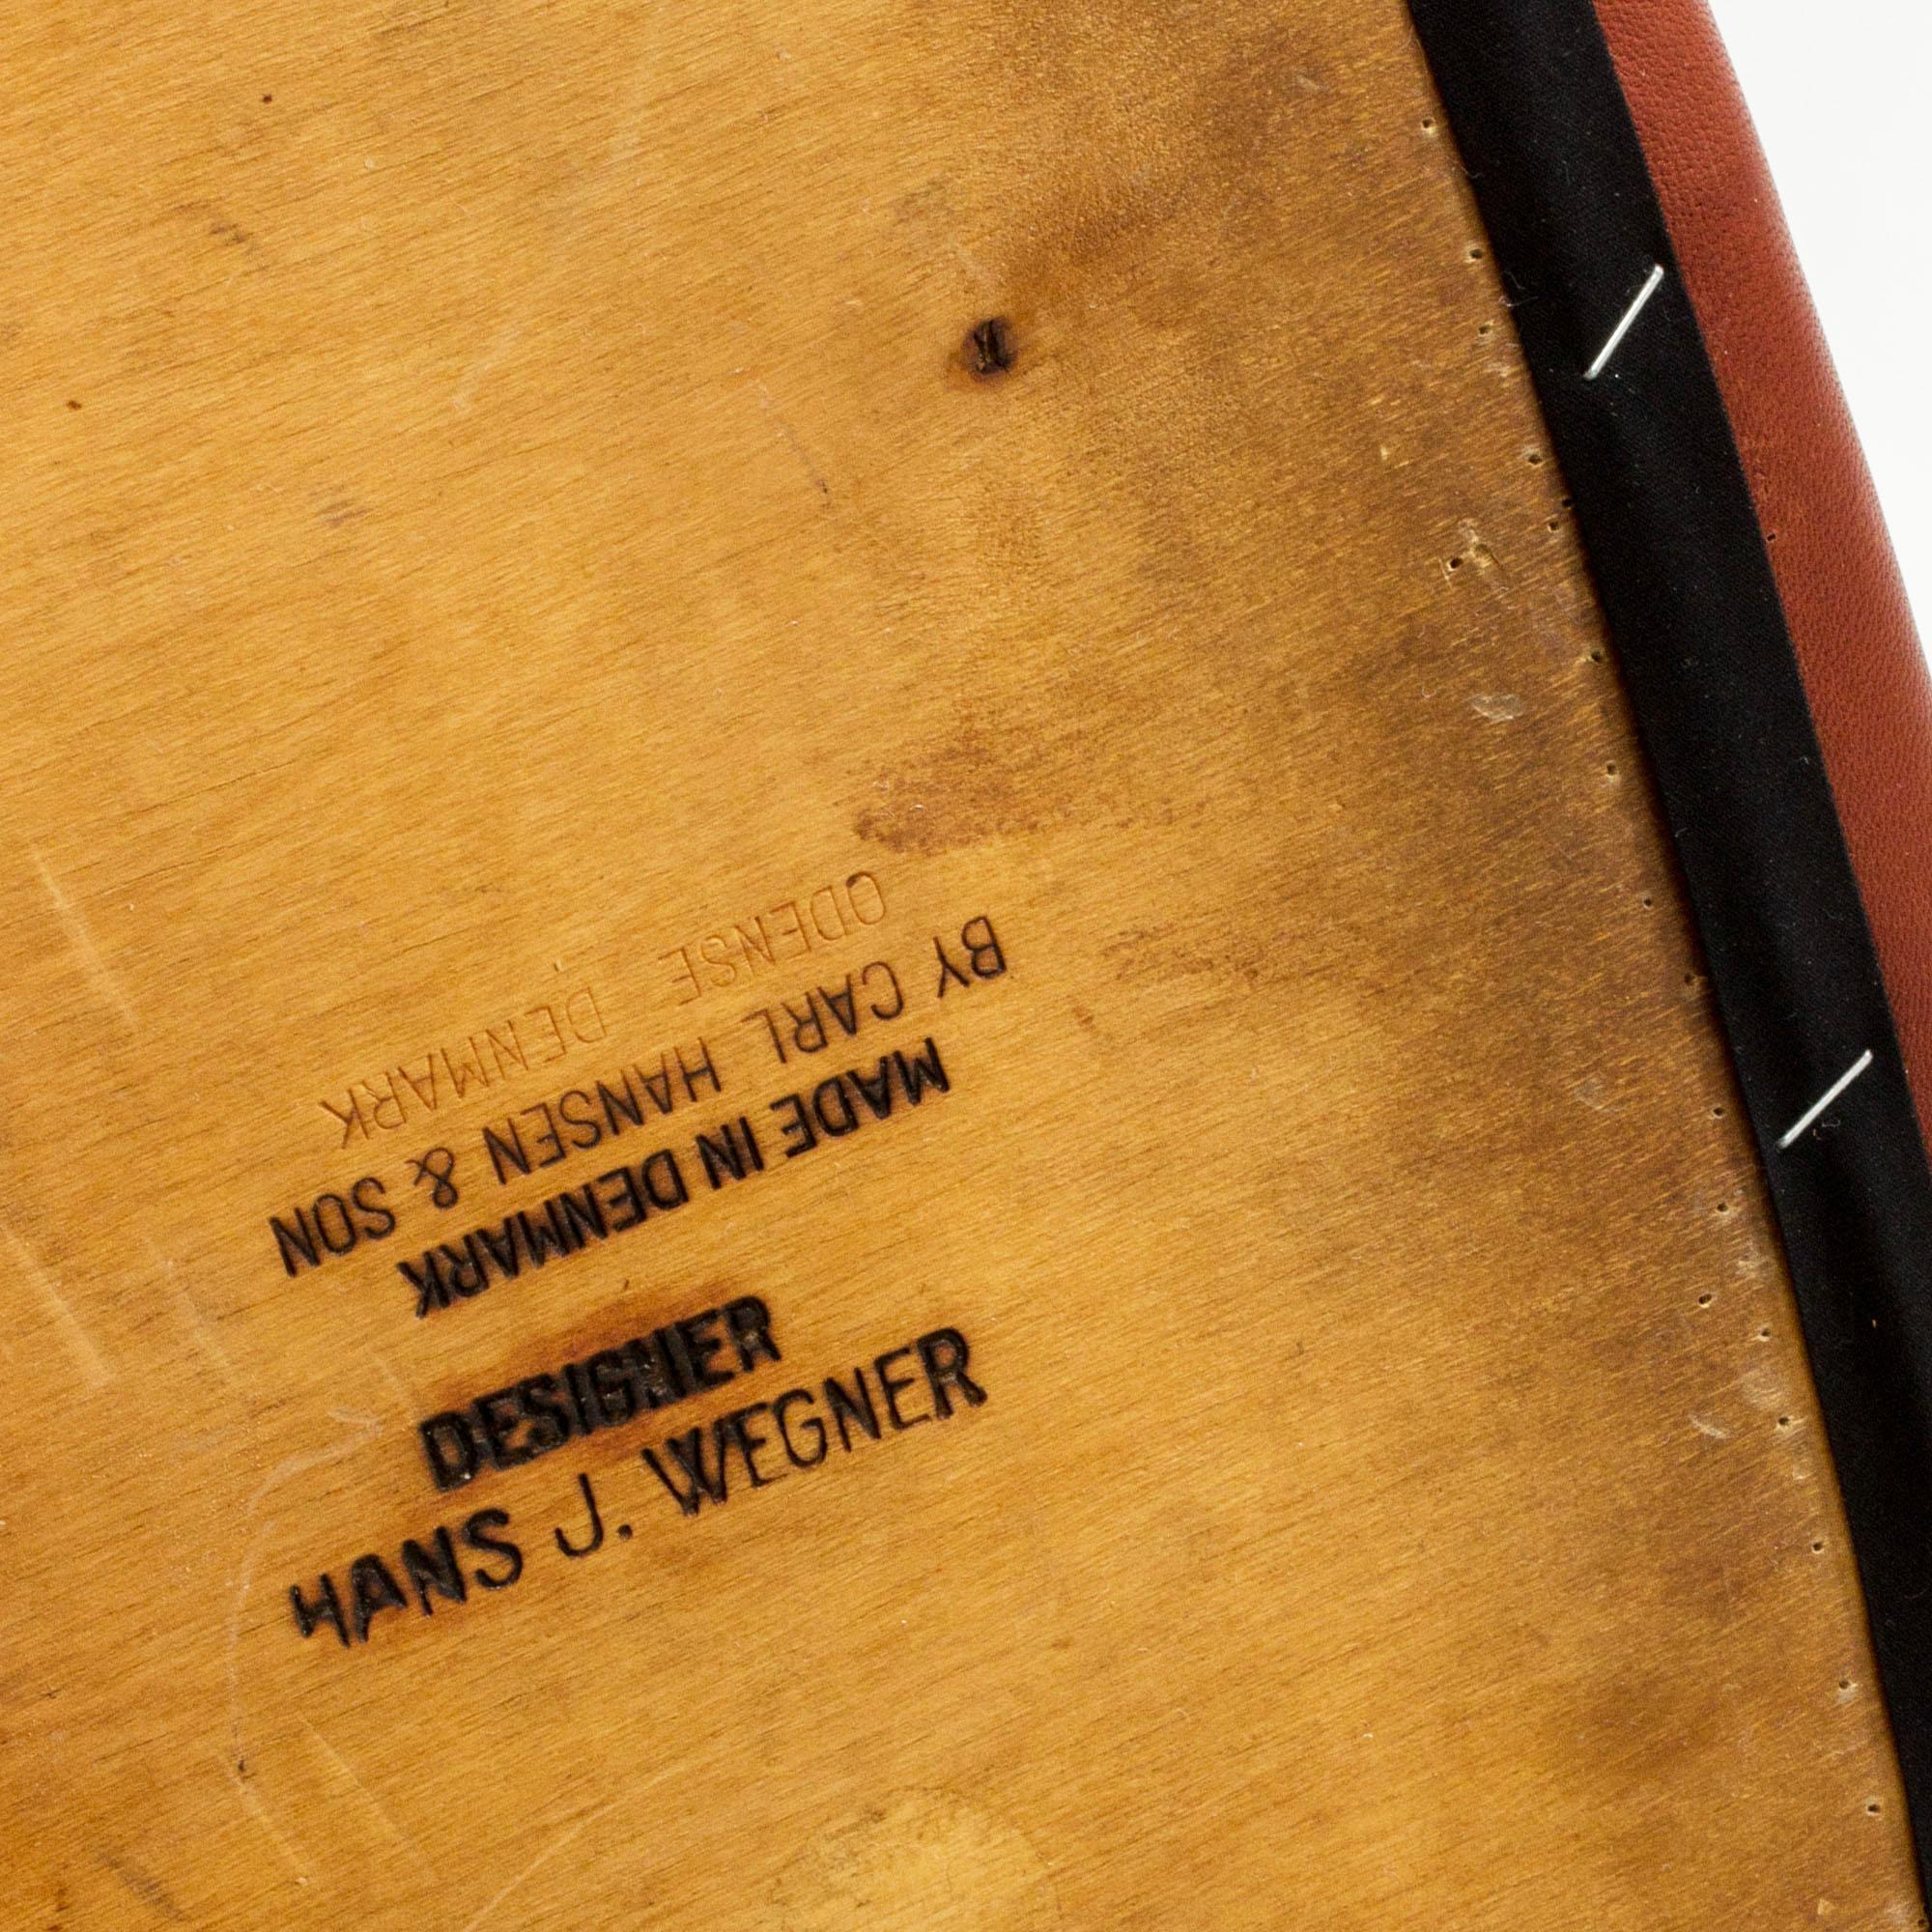 DESIGNER
HANS J. WEGNER
MADE IN DENMARK
BY CARL HANSEN & SON
ODENSE DENMARK